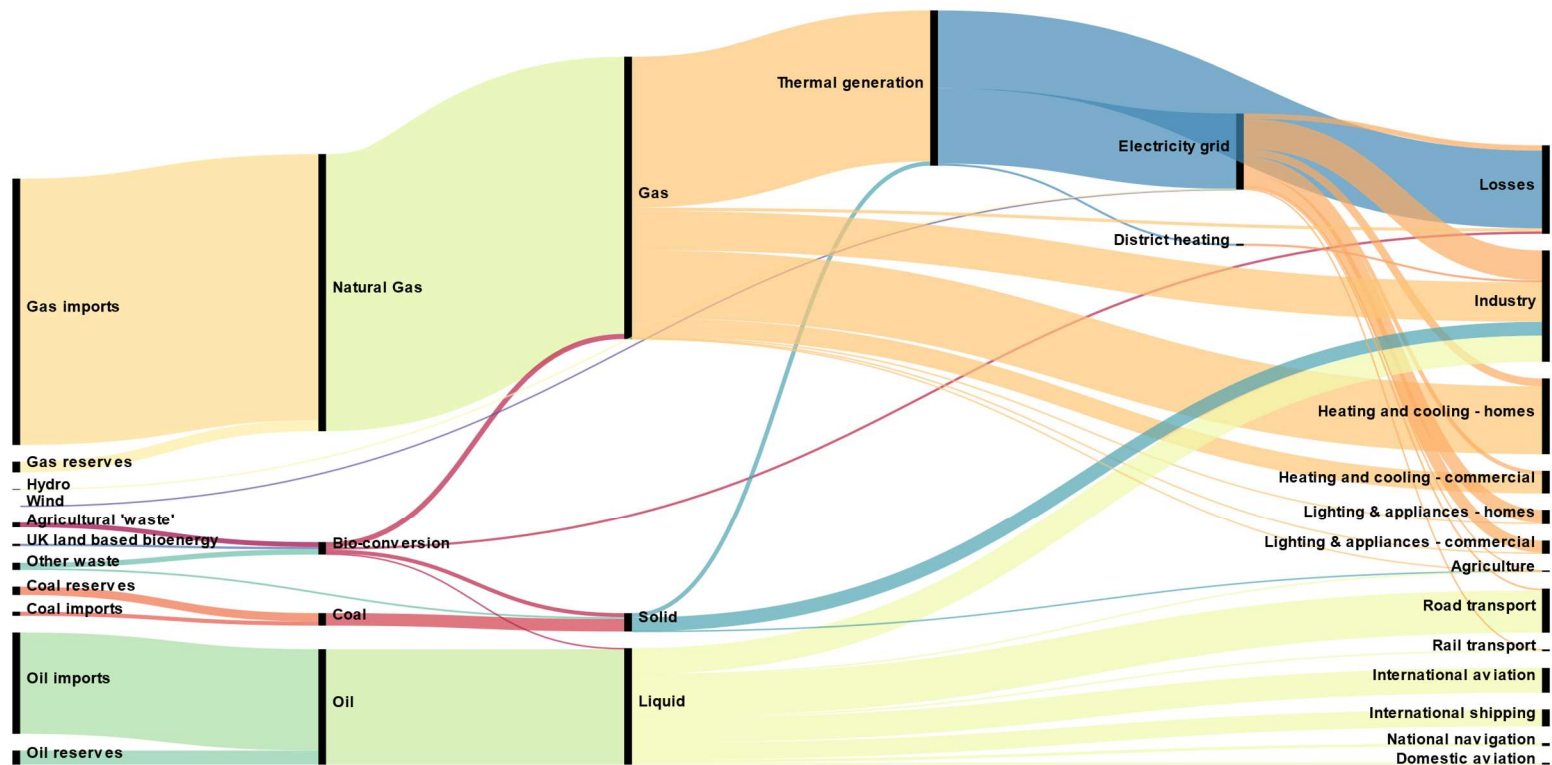 Gas imports
Gas reserves
Hydro
Wind
Agricultural 'waste'
UK land based bioenergy
Other waste
Coal reserves
Coal imports
Oil imports
Oil reserves
Natural Gas
Bio-conversion
Coal
Oil
Gas
Solid
Liquid
Thermal generation
Electricity grid
District heating
Losses
Industry
Heating and cooling - homes
Heating and cooling - commercial
Lighting & appliances - homes
Lighting & appliances - commercial
Agriculture
Road transport
Rail transport
International aviation
International shipping
National navigation
Domestic aviation